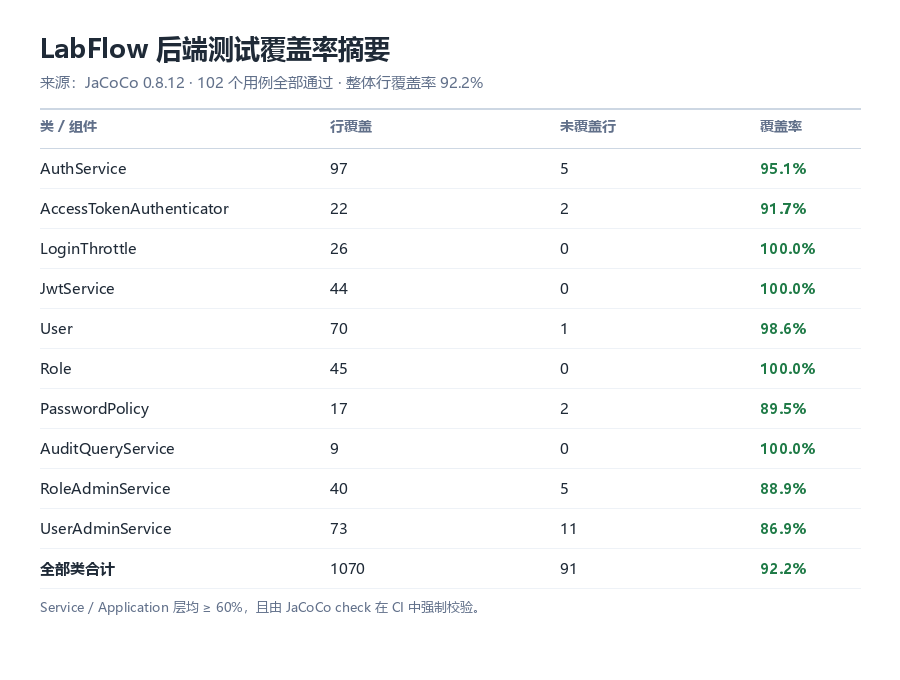 LabFlow 后端测试覆盖率摘要
来源：JaCoCo 0.8.12 · 102 个用例全部通过 · 整体行覆盖率 92.2%
类 / 组件 行覆盖 未覆盖行 覆盖率
AuthService 97 5 95.1%
AccessTokenAuthenticator 22 2 91.7%
LoginThrottle 26 0 100.0%
JwtService 44 0 100.0%
User 70 1 98.6%
Role 45 0 100.0%
PasswordPolicy 17 2 89.5%
AuditQueryService 9 0 100.0%
RoleAdminService 40 5 88.9%
UserAdminService 73 11 86.9%
全部类合计 1070 91 92.2%
Service / Application 层均 ≥ 60%，且由 JaCoCo check 在 CI 中强制校验。